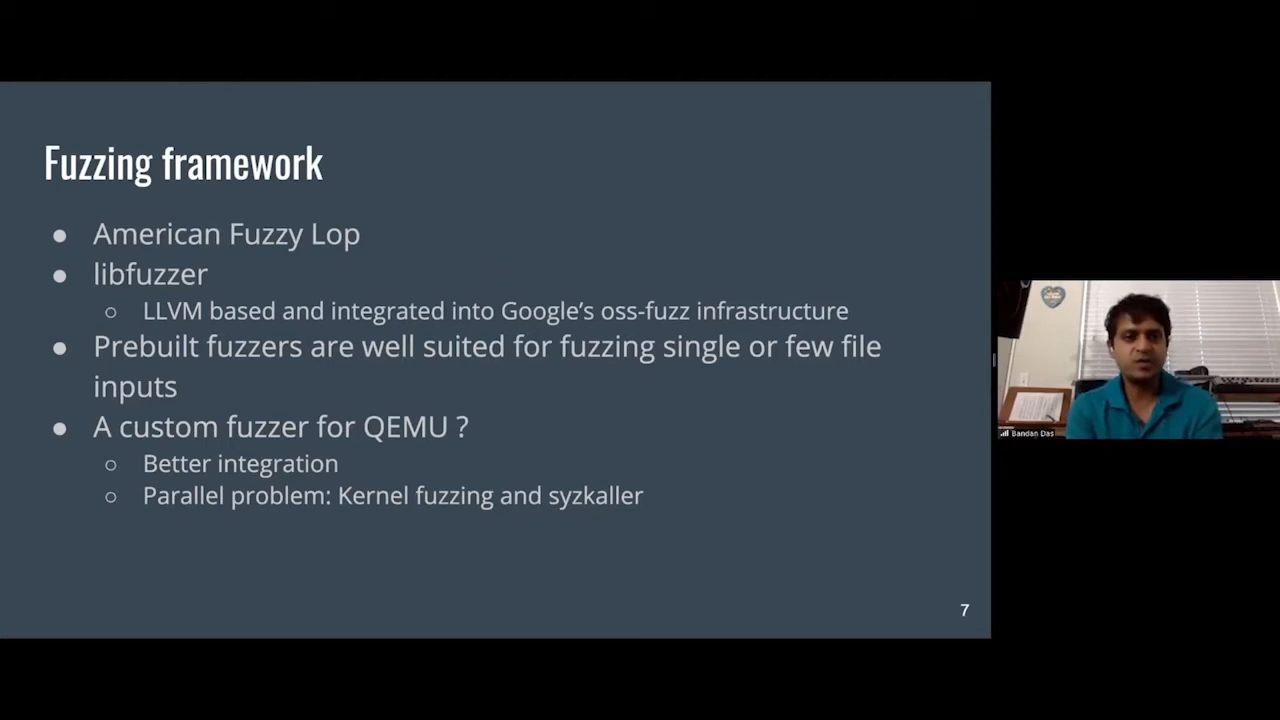 Fuzzing framework
● American Fuzzy Lop
● libfuzzer
○ LLVM based and integrated into Google's oss-fuzz infrastructure
● Prebuilt fuzzers are well suited for fuzzing single or few file
inputs
● A custom fuzzer for QEMU ?
○ Better integration
○ Parallel problem: Kernel fuzzing and syzkaller
7
Bandan Das